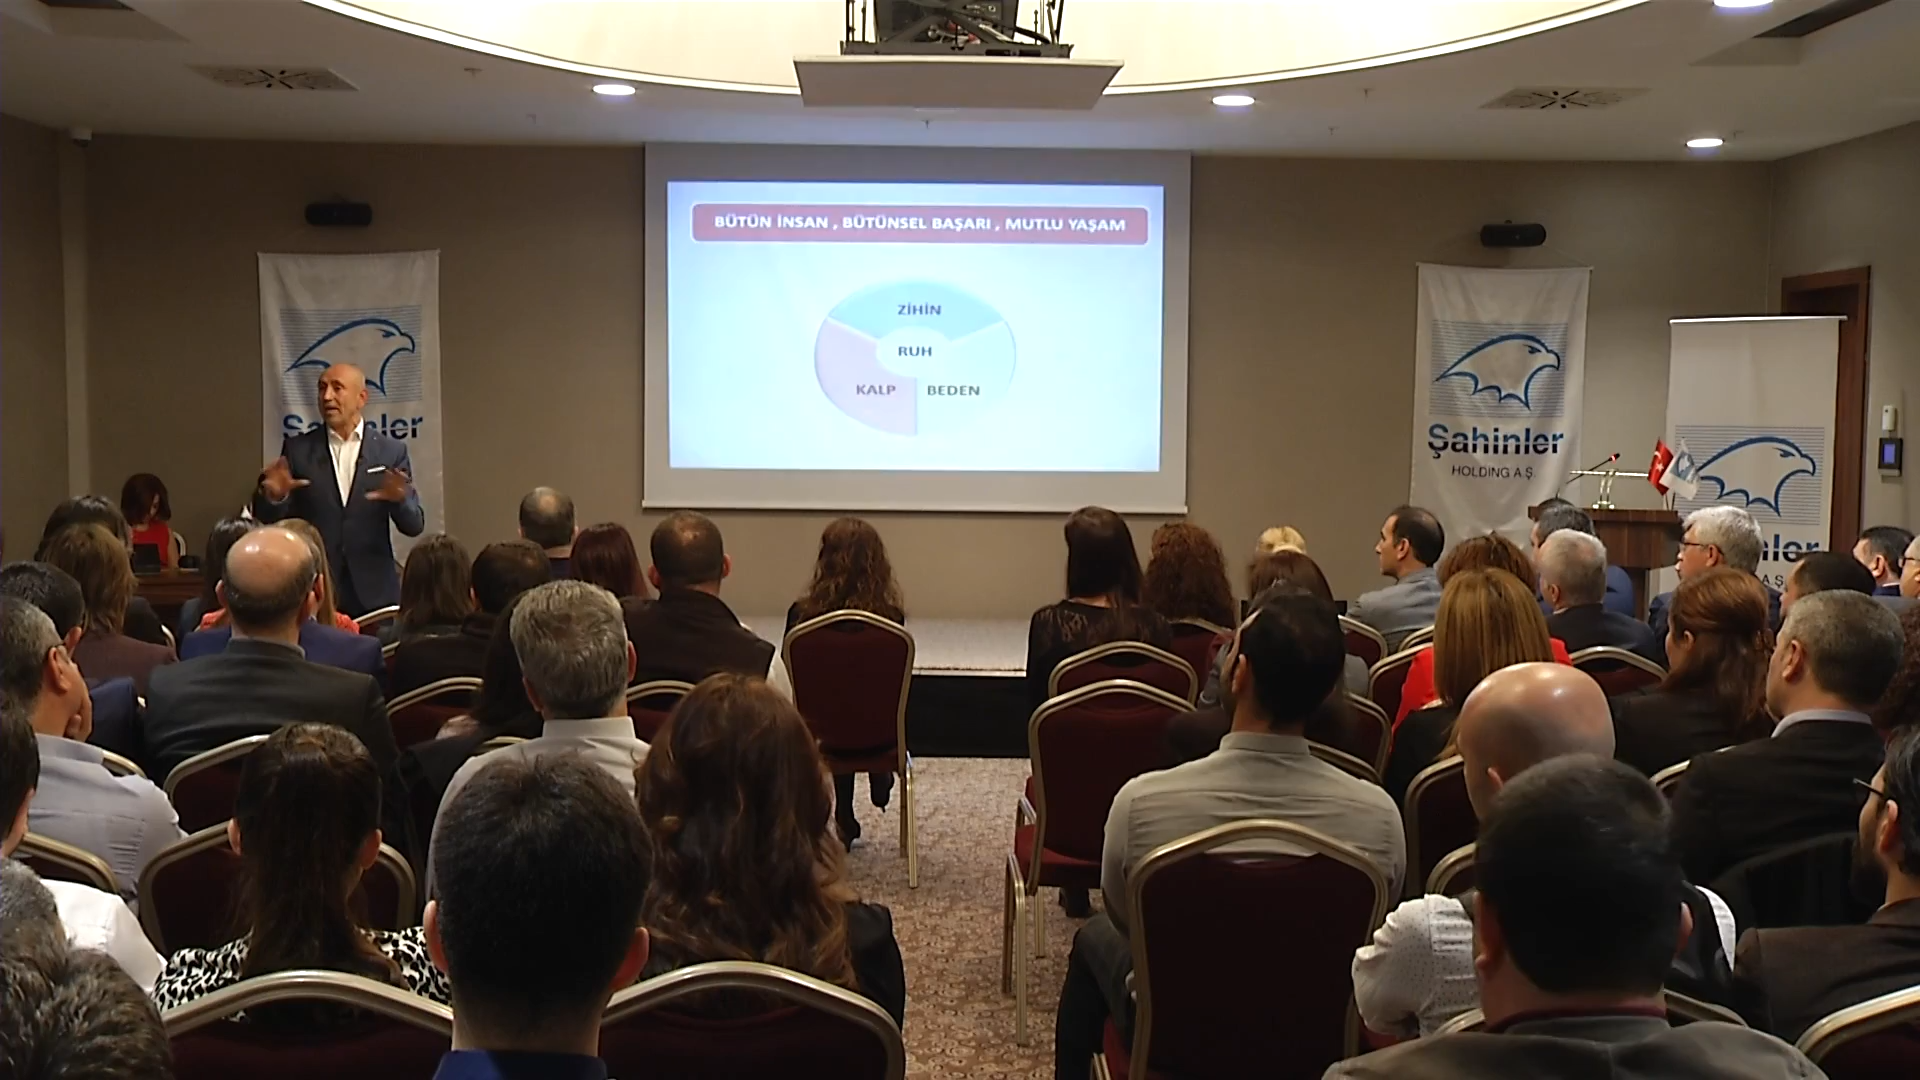 BÜTÜN İNSAN , BÜTÜNSEL BAŞARI , MUTLU YAŞAM
ZİHİN
RUH
KALP
BEDEN
Şahinler
Şahinler
HOLDING A.Ş.